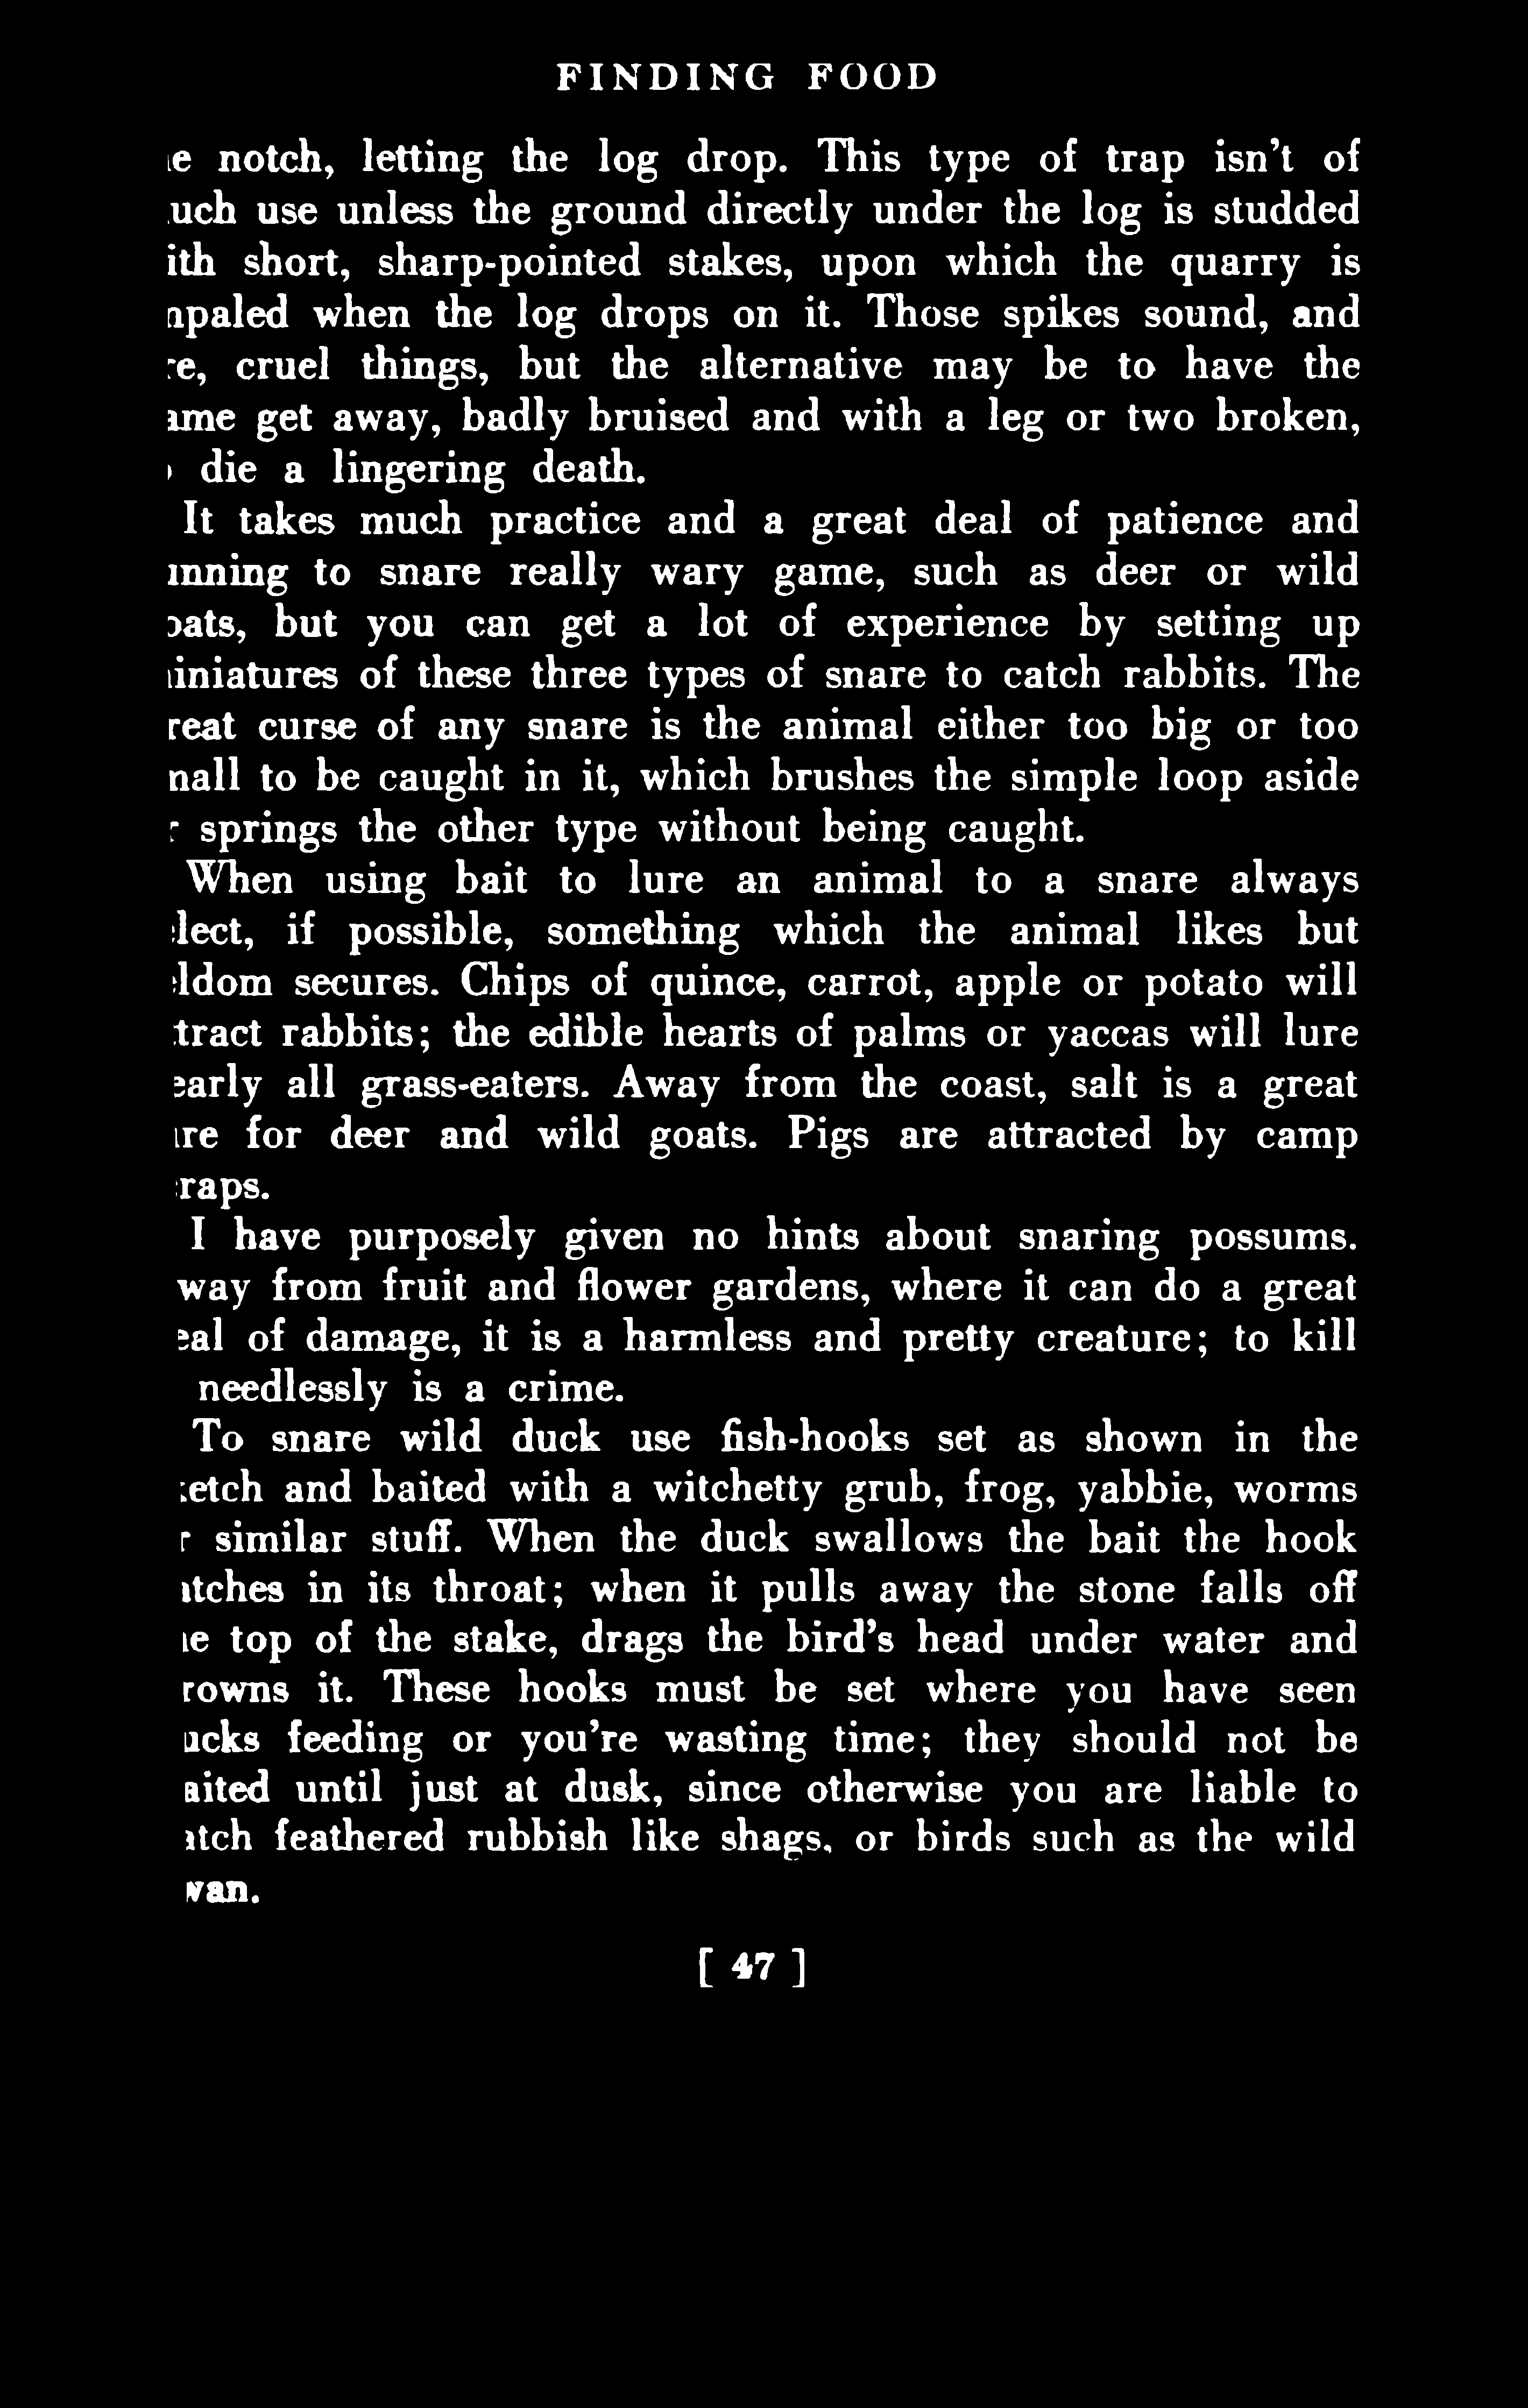 FINDING FOOD
e notch, letting the log drop. This type of trap isn't of
uch use unless the ground directly under the log is studded
ith short, sharp-pointed stakes, upon which the quarry is
npaled when the log drops on it. Those spikes sound, and
re, cruel things, but the alternative may be to have the
ame get away, badly bruised and with a leg or two broken,
die a lingering death.
It takes much practice and a great deal of patience and
nning to snare really wary game, such as deer or wild
oats, but you can get a lot of experience by setting up
iniatures of these three types of snare to catch rabbits. The
reat curse of any snare is the animal either too big or too
nall to be caught in it, which brushes the simple loop aside
r springs the other type without being caught.
When using bait to lure an animal to a snare always
lect, if possible, something which the animal likes but
ldom secures. Chips of quince, carrot, apple or potato will
tract rabbits; the edible hearts of palms or yaccas will lure
early all grass-eaters. Away from the coast, salt is a great
re for deer and wild goats. Pigs are attracted by camp
raps.
I have purposely given no hints about snaring possums.
way from fruit and flower gardens, where it can do a great
eal of damage, it is a harmless and pretty creature; to kill
needlessly is a crime.
To snare wild duck use fish-hooks set as shown in the
etch and baited with a witchetty grub, frog, yabbie, worms
r similar stuff. When the duck swallows the bait the hook
tches in its throat; when it pulls away the stone falls off
e top of the stake, drags the bird's head under water and
rowns it. These hooks must be set where you have seen
ucks feeding or you're wasting time; they should not be
aited until just at dusk, since otherwise you are liable to
tch feathered rubbish like shags, or birds such as the wild
wan.
[ 47 ]